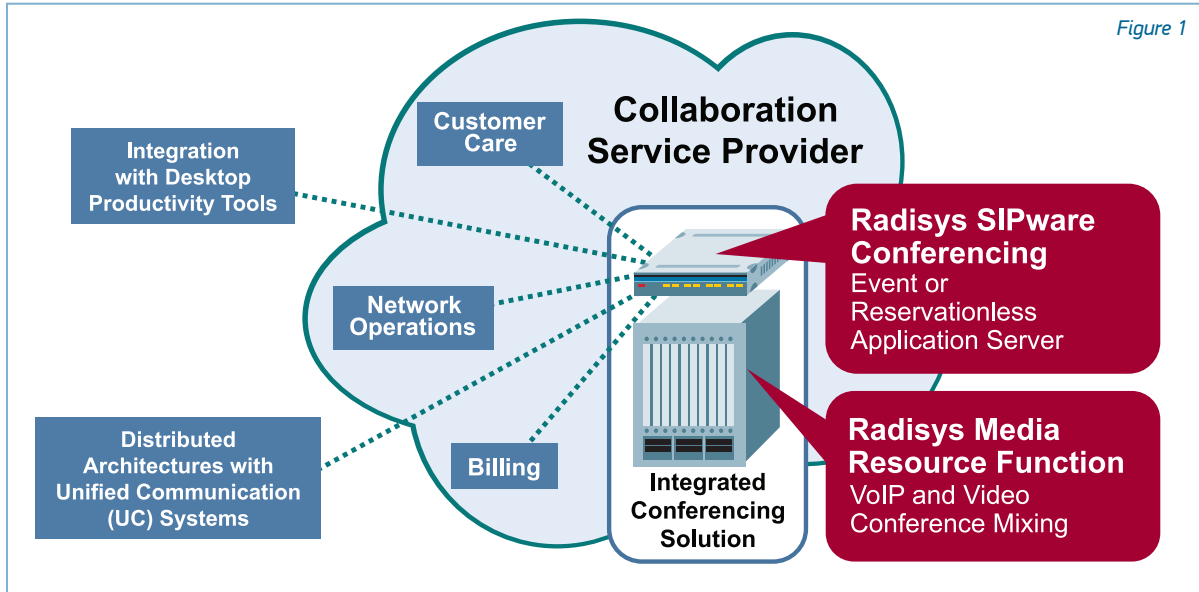 Figure 1
Collaboration
Service Provider
Customer
Care
Integration
with Desktop
Productivity Tools
Network
Operations
Distributed
Architectures with
Unified Communication
(UC) Systems
Billing
Integrated
Conferencing
Solution
Radisys SIPware
Conferencing
Event or
Reservationless
Application Server
Radisys Media
Resource Function
VoIP and Video
Conference Mixing